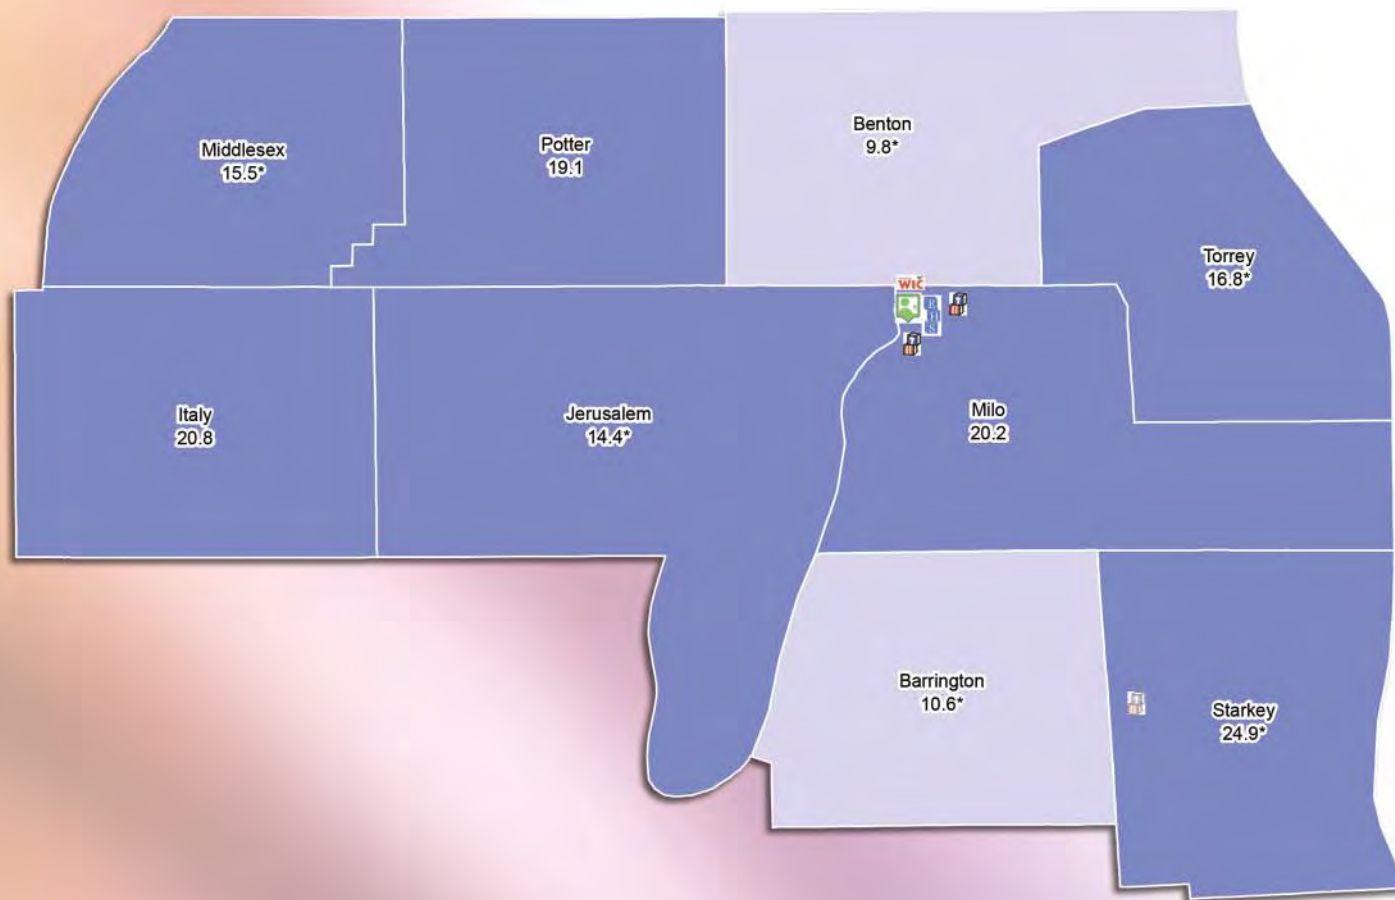 Middlesex
15.5*
Potter
19.1
Benton
9.8*
Torrey
16.8*
WIC
E
H
S
Italy
20.8
Jerusalem
14.4*
Milo
20.2
Barrington
10.6*
Starkey
24.9*